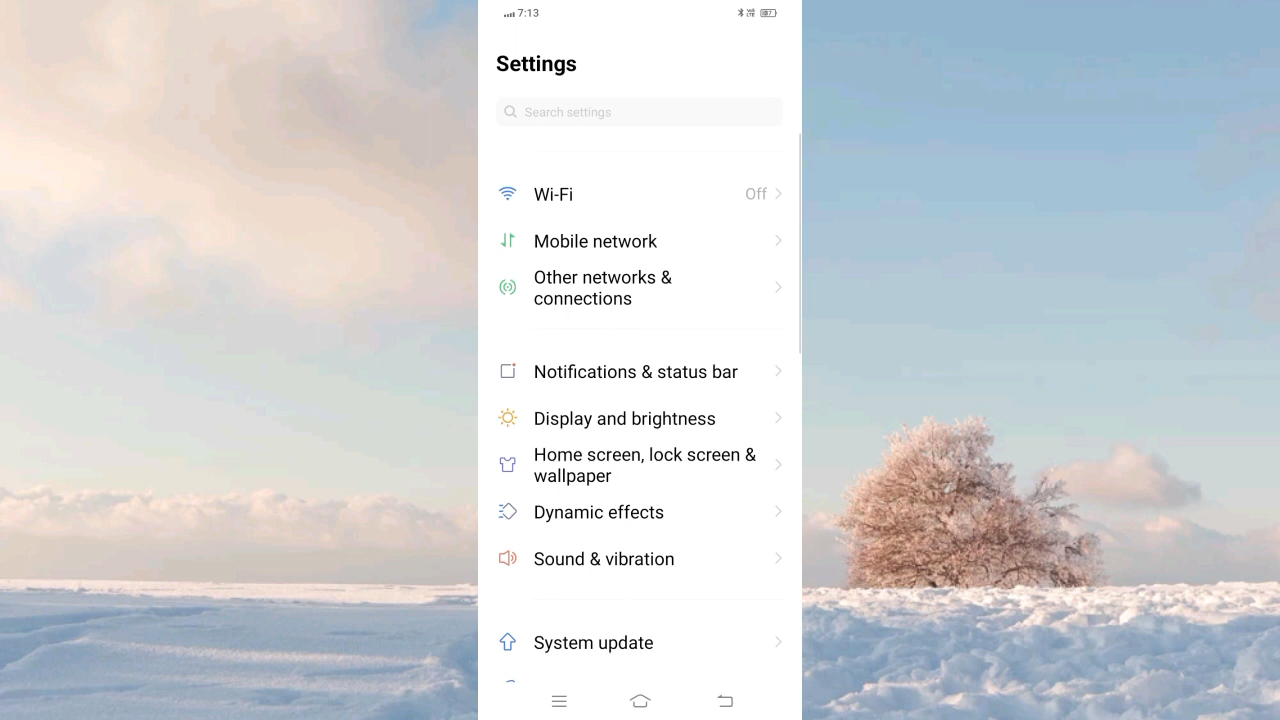 7:13
Settings
Search settings
Wi-Fi Off
Mobile network
Other networks &
connections
Notifications & status bar
Display and brightness
Home screen, lock screen &
wallpaper
Dynamic effects
Sound & vibration
System update